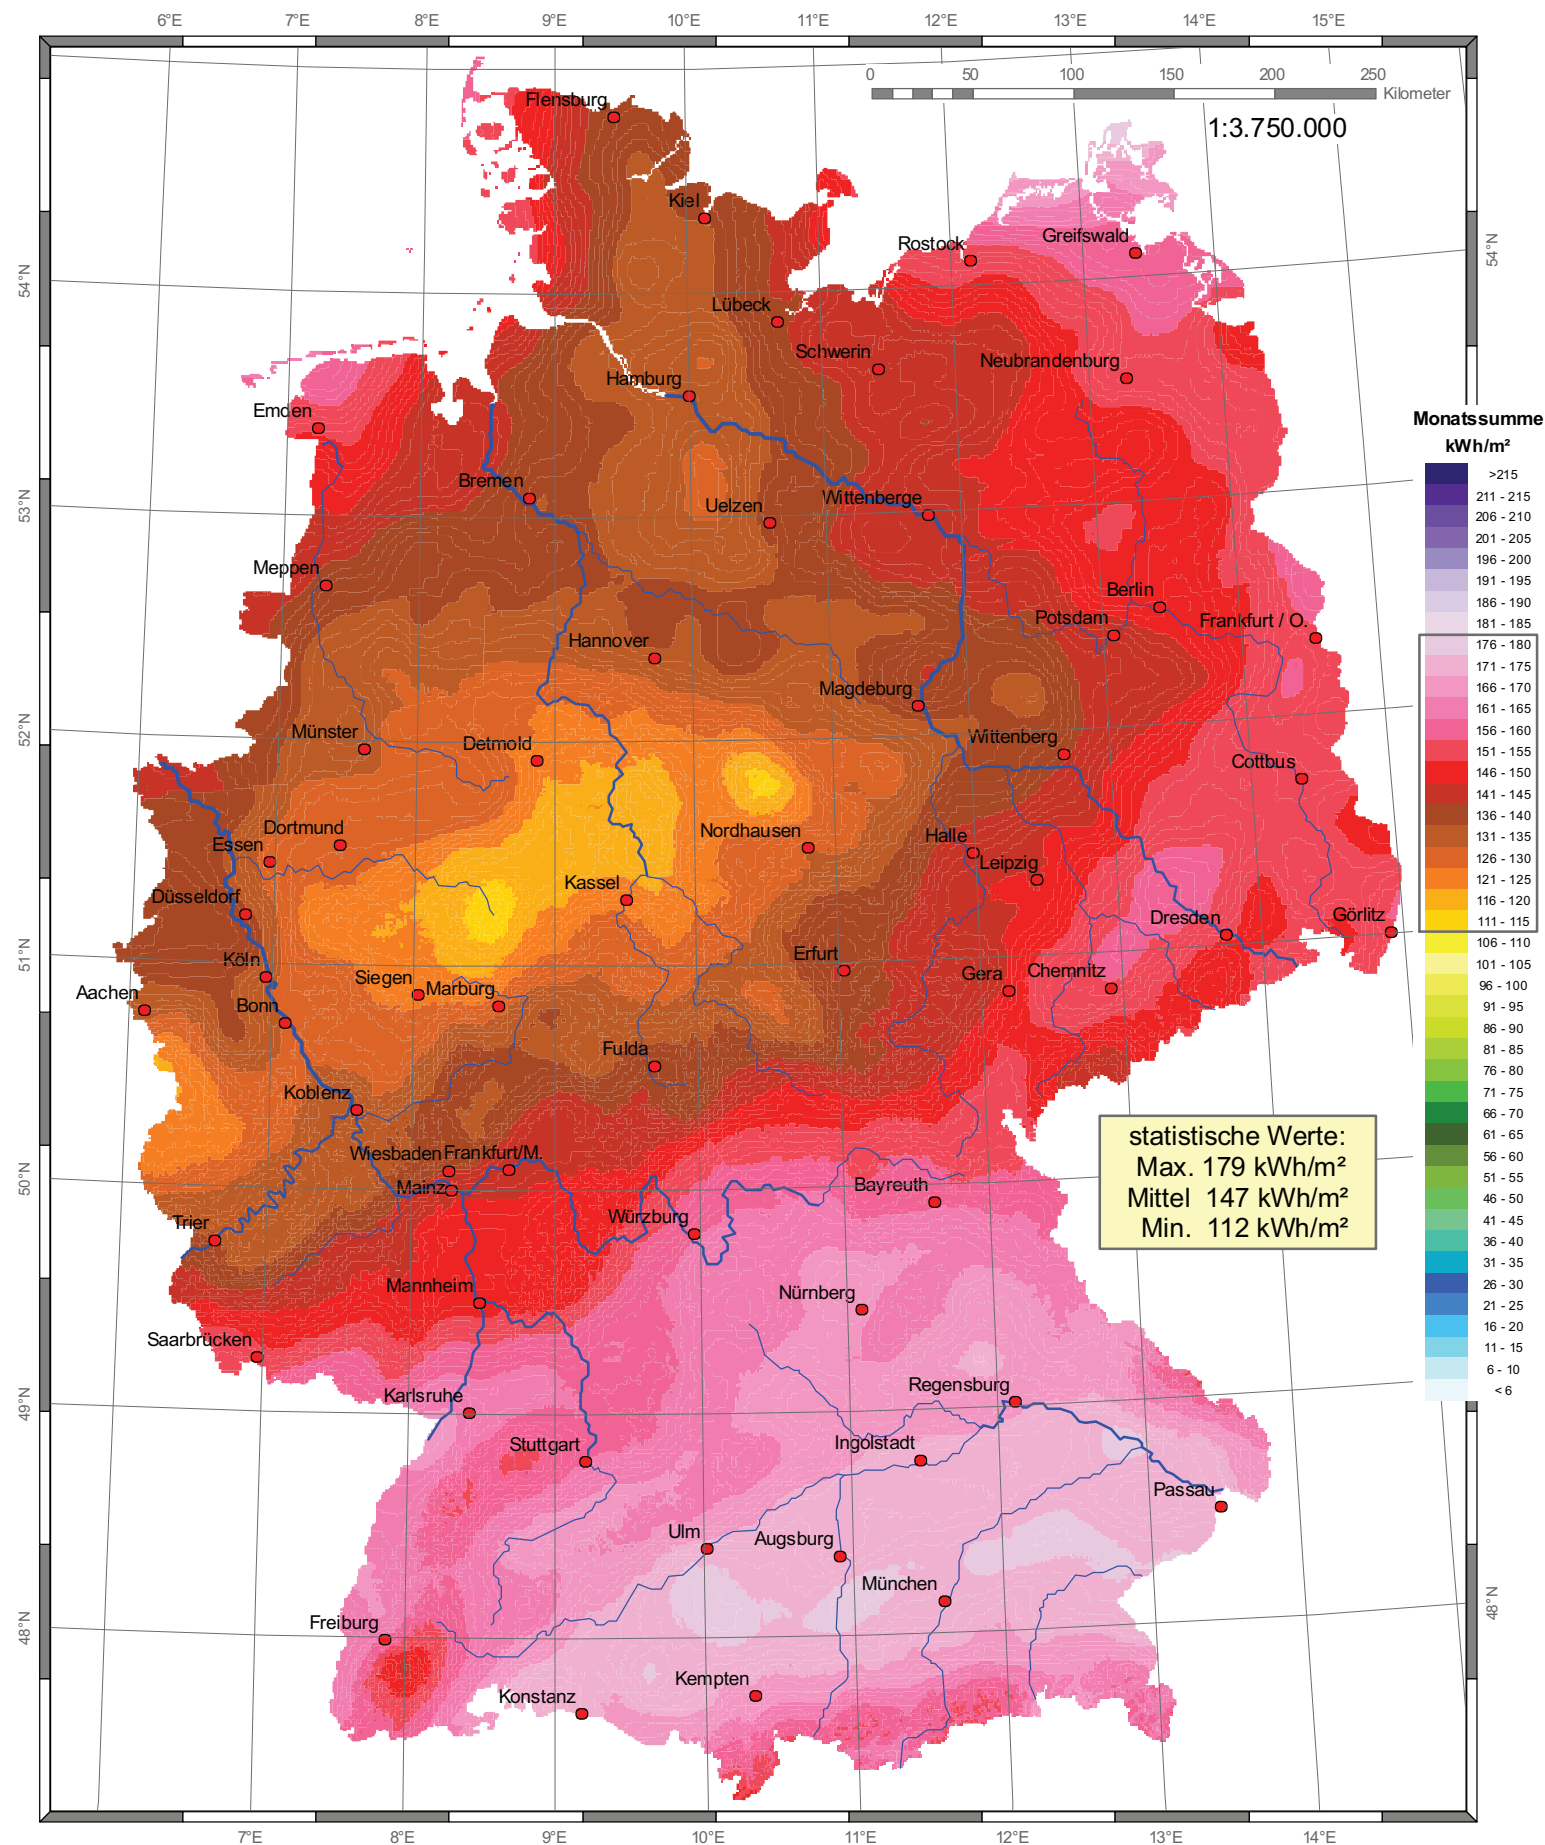 6°E 7°E 8°E 9°E 10°E 11°E 12°E 13°E 14°E 15°E
0 50 100 150 200 250
Kilometer
1:3.750.000
Flensburg
Kiel
Rostock
Greifswald
54°N
54°N
Lübeck
Schwerin
Neubrandenburg
Hamburg
Emden
Bremen
Uelzen
Wittenberge
53°N
Meppen
Berlin
Potsdam
Frankfurt / O.
Hannover
Magdeburg
52°N
Münster
Detmold
Wittenberg
Cottbus
Dortmund
Essen
Nordhausen
Halle
Leipzig
Düsseldorf
Kassel
Dresden
Görlitz
51°N
Köln
Erfurt
Siegen
Marburg
Gera
Chemnitz
Aachen
Bonn
Fulda
Koblenz
Wiesbaden
Frankfurt/M.
50°N
Mainz
Bayreuth
Trier
Würzburg
Mannheim
Nürnberg
Saarbrücken
Karlsruhe
Regensburg
49°N
Stuttgart
Ingolstadt
Passau
Ulm
Augsburg
München
48°N
48°N
Freiburg
Kempten
Konstanz
7°E 8°E 9°E 10°E 11°E 12°E 13°E 14°E
Monatssumme
kWh/m²
>215
211 - 215
206 - 210
201 - 205
196 - 200
191 - 195
186 - 190
181 - 185
176 - 180
171 - 175
166 - 170
161 - 165
156 - 160
151 - 155
146 - 150
141 - 145
136 - 140
131 - 135
126 - 130
121 - 125
116 - 120
111 - 115
106 - 110
101 - 105
96 - 100
91 - 95
86 - 90
81 - 85
76 - 80
71 - 75
66 - 70
61 - 65
56 - 60
51 - 55
46 - 50
41 - 45
36 - 40
31 - 35
26 - 30
21 - 25
16 - 20
11 - 15
6 - 10
< 6
statistische Werte:
Max. 179 kWh/m²
Mittel 147 kWh/m²
Min. 112 kWh/m²